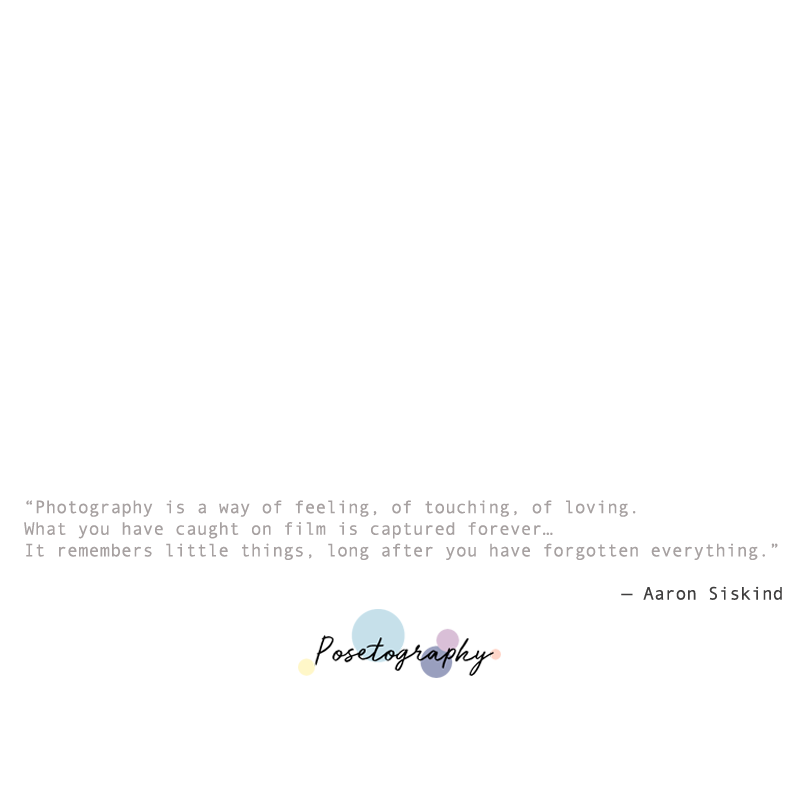 “Photography is a way of feeling, of touching, of loving.
What you have caught on film is captured forever…
It remembers little things, long after you have forgotten everything.”
— Aaron Siskind
Posetography